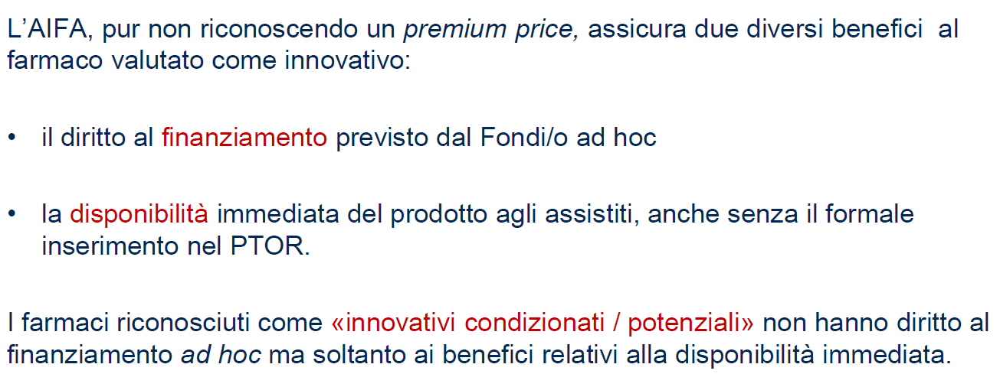 L’AIFA, pur non riconoscendo un premium price, assicura due diversi benefici al
farmaco valutato come innovativo:
• il diritto al finanziamento previsto dal Fondi/o ad hoc
• la disponibilità immediata del prodotto agli assistiti, anche senza il formale
inserimento nel PTOR.
I farmaci riconosciuti come «innovativi condizionati / potenziali» non hanno diritto al
finanziamento ad hoc ma soltanto ai benefici relativi alla disponibilità immediata.